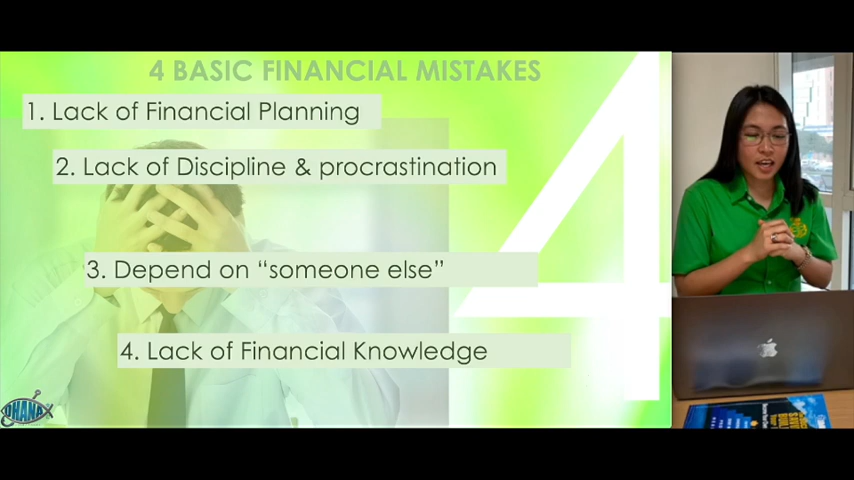 4 BASIC FINANCIAL MISTAKES
1. Lack of Financial Planning
2. Lack of Discipline & procrastination
3. Depend on “someone else”
4. Lack of Financial Knowledge
4
OHANA